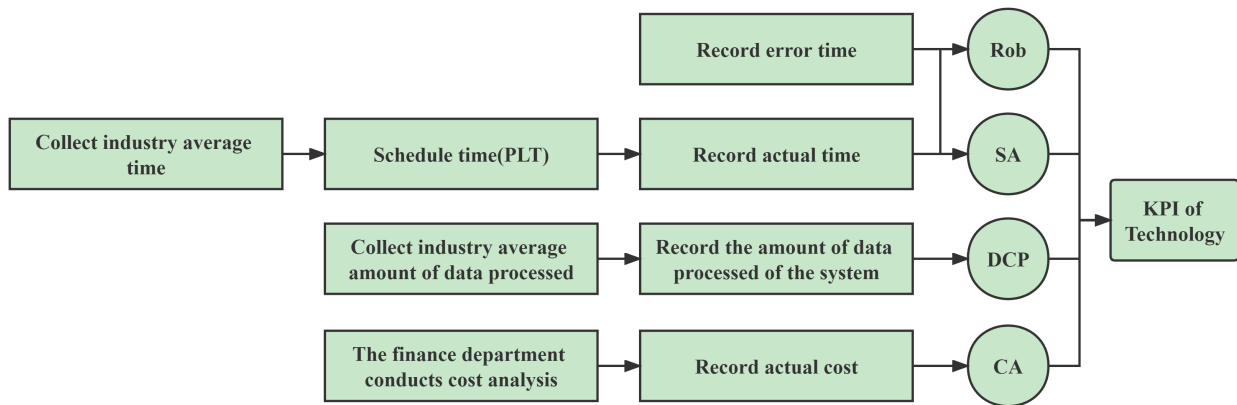 Record error time
Rob
Collect industry average
time
Schedule time(PLT)
Record actual time
SA
KPI of
Technology
Collect industry average
amount of data processed
Record the amount of data
processed of the system
DCP
The finance department
conducts cost analysis
Record actual cost
CA